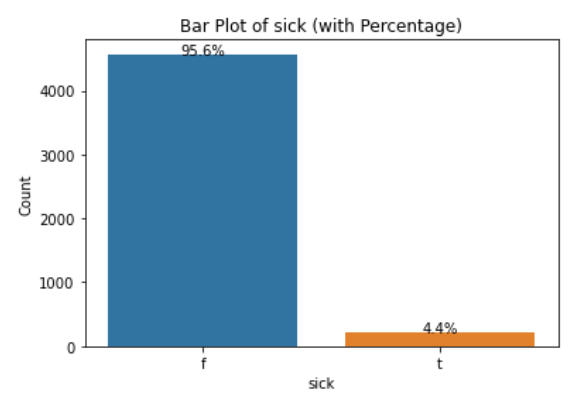 Bar Plot of sick (with Percentage)
95.6%
4000
3000
Count
2000
1000
4.4%
0
f
t
sick